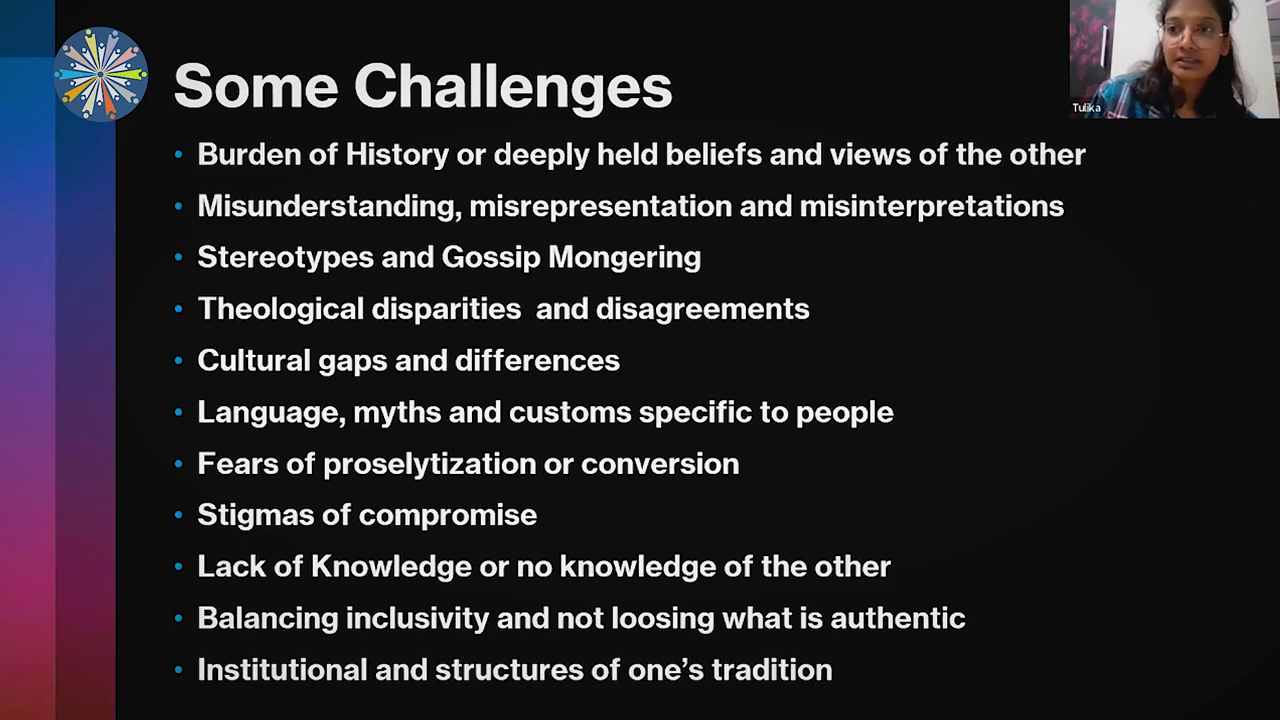 Some Challenges
Tulika
• Burden of History or deeply held beliefs and views of the other
• Misunderstanding, misrepresentation and misinterpretations
• Stereotypes and Gossip Mongering
• Theological disparities  and disagreements
• Cultural gaps and differences
• Language, myths and customs specific to people
• Fears of proselytization or conversion
• Stigmas of compromise
• Lack of Knowledge or no knowledge of the other
• Balancing inclusivity and not loosing what is authentic
• Institutional and structures of one’s tradition